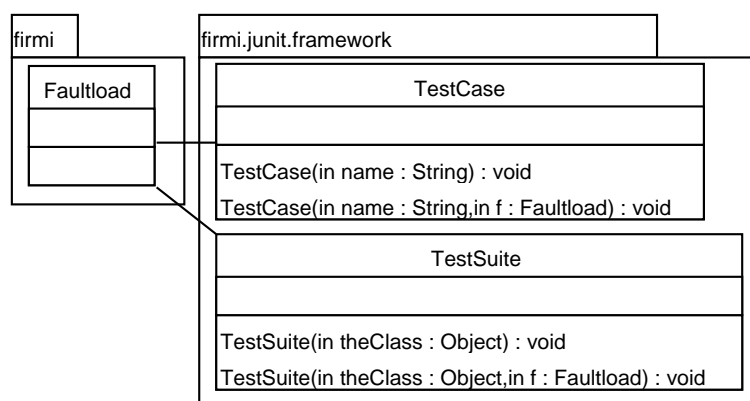 firmi
firmi.junit.framework
Faultload
TestCase
TestCase(in name : String) : void
TestCase(in name : String,in f : Faultload) : void
TestSuite
TestSuite(in theClass : Object) : void
TestSuite(in theClass : Object,in f : Faultload) : void